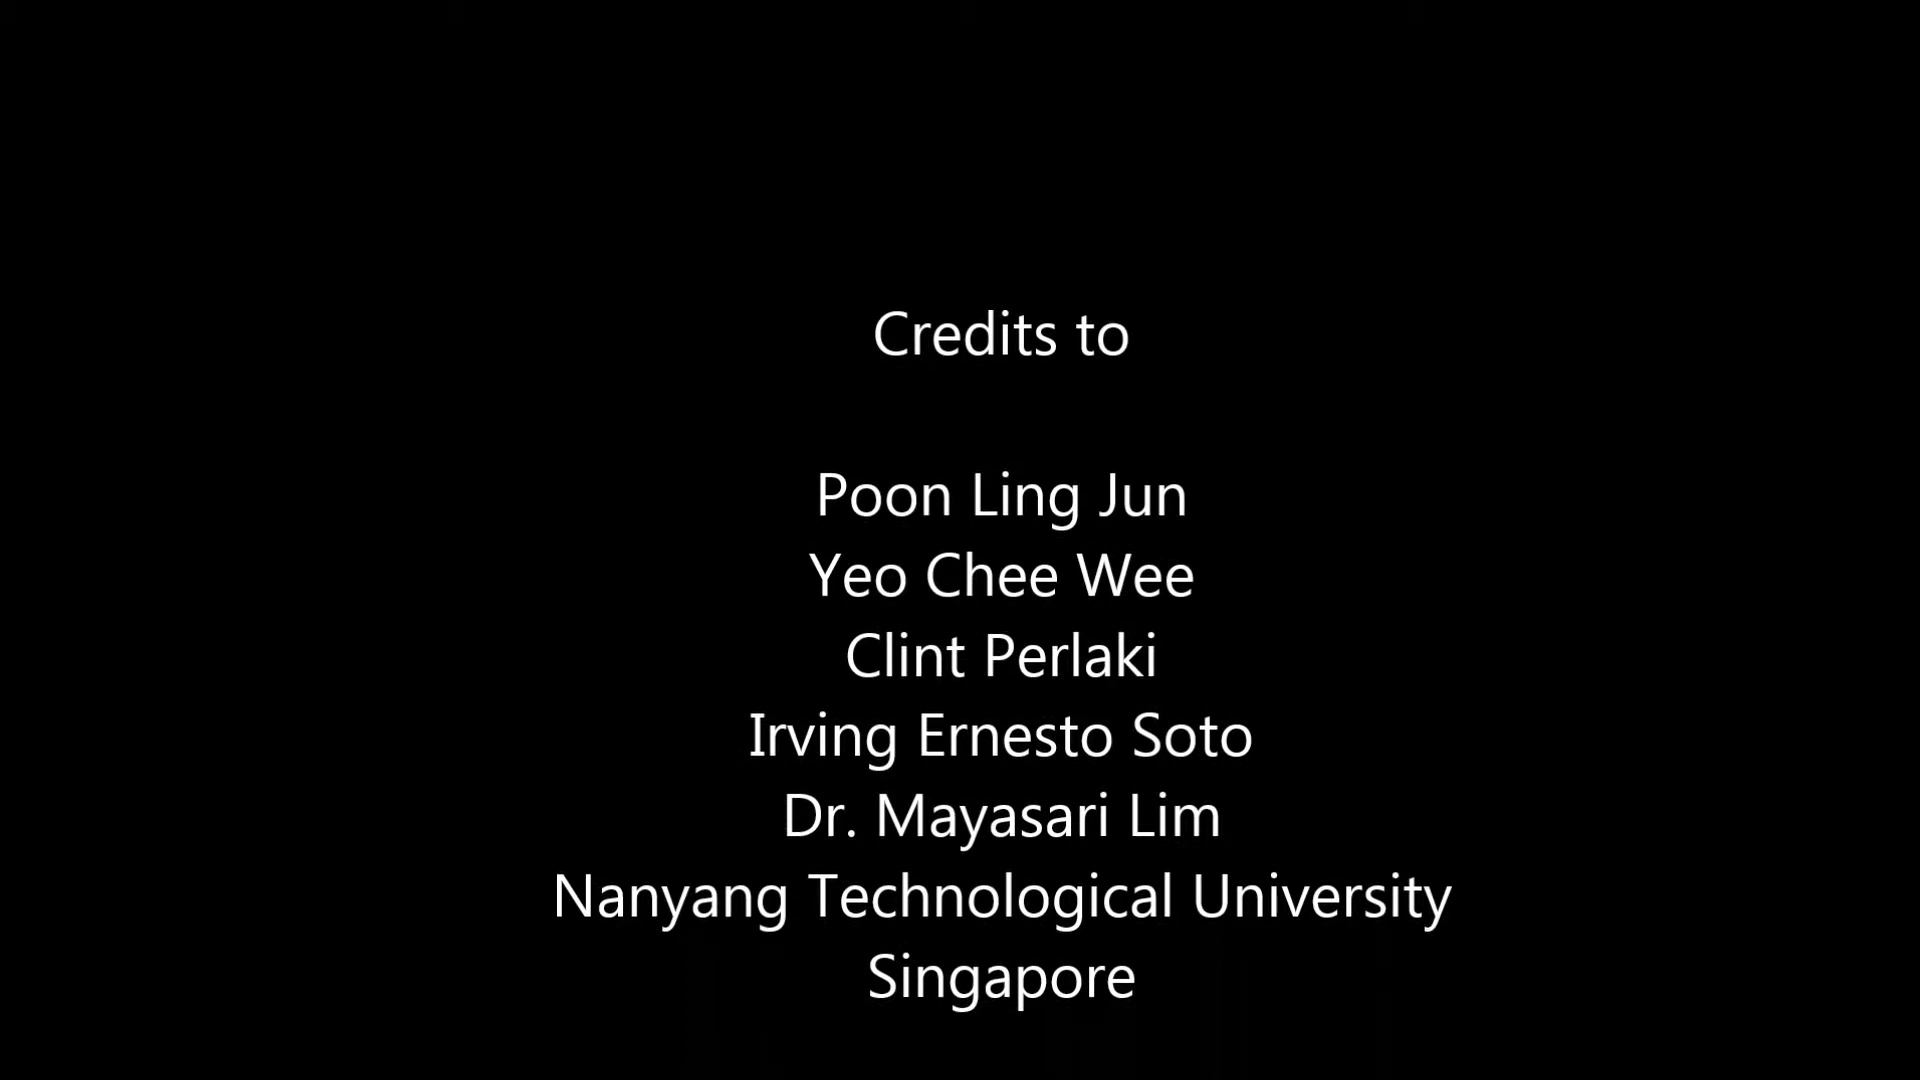 Credits to
Poon Ling Jun
Yeo Chee Wee
Clint Perlaki
Irving Ernesto Soto
Dr. Mayasari Lim
Nanyang Technological University
Singapore